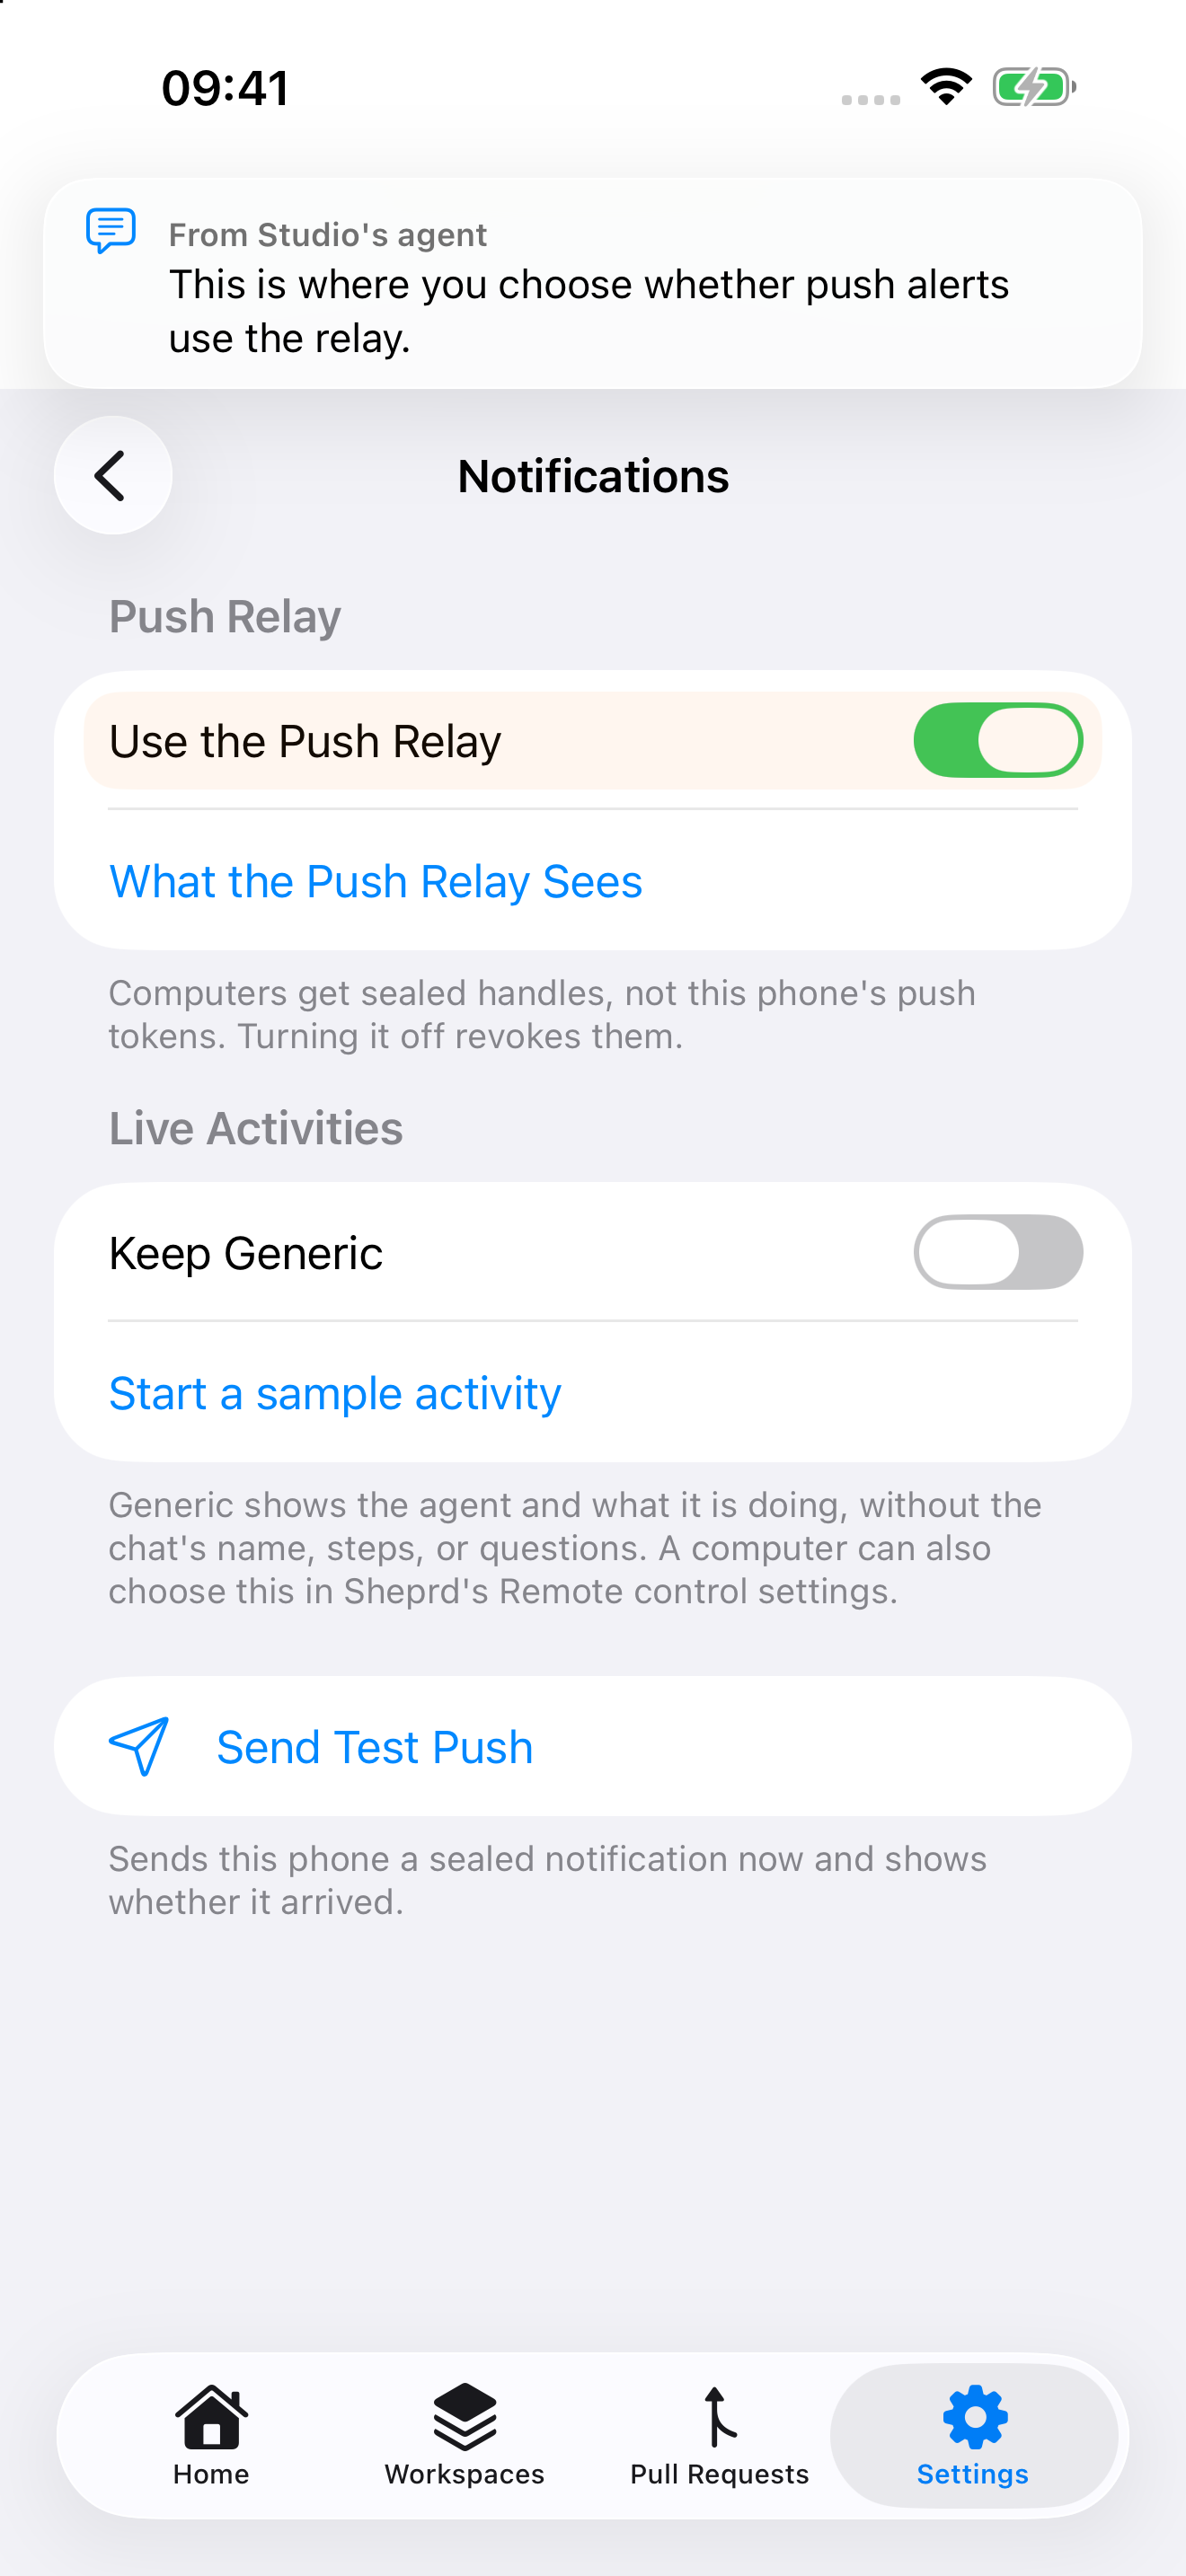 09:41
From Studio's agent
This is where you choose whether push alerts
use the relay.
Notifications
Push Relay
Use the Push Relay
What the Push Relay Sees
Computers get sealed handles, not this phone's push
tokens. Turning it off revokes them.
Live Activities
Keep Generic
Start a sample activity
Generic shows the agent and what it is doing, without the
chat's name, steps, or questions. A computer can also
choose this in Sheprd's Remote control settings.
Send Test Push
Sends this phone a sealed notification now and shows
whether it arrived.
Home
Workspaces
Pull Requests
Settings